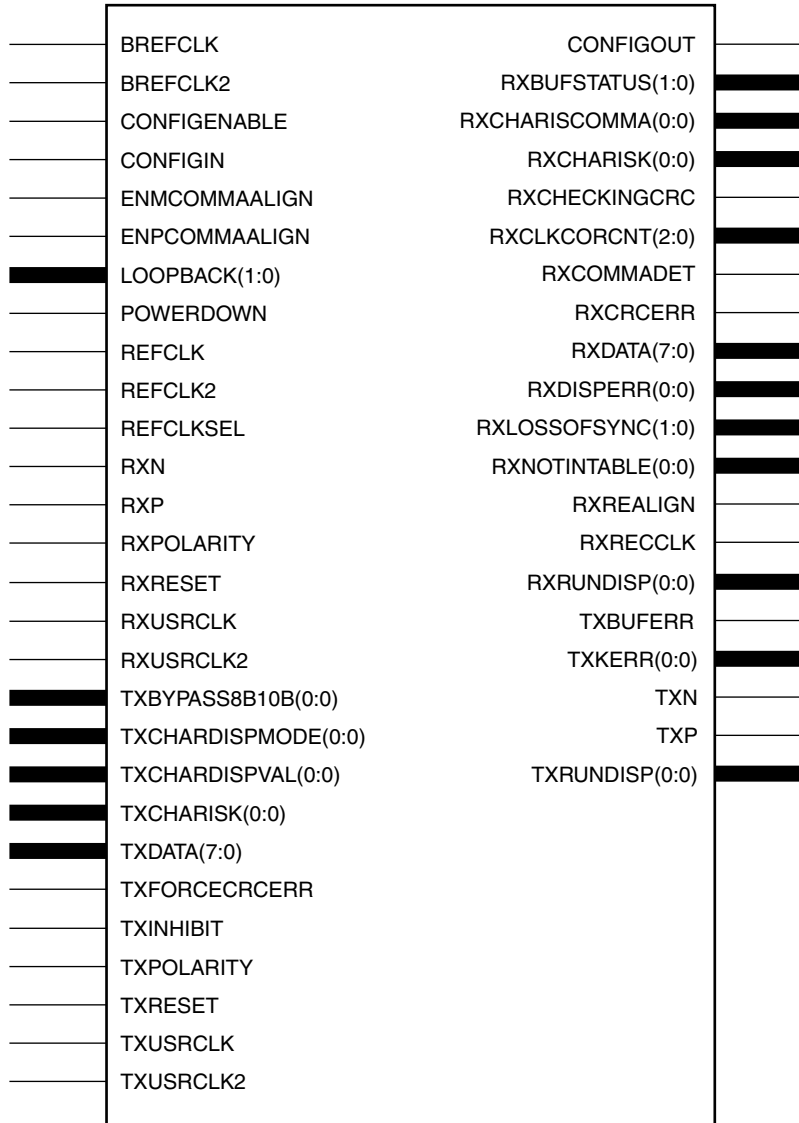 BREFCLK
BREFCLK2
CONFIGENABLE
CONFIGIN
ENMCOMMAALIGN
ENPCOMMAALIGN
LOOPBACK(1:0)
POWERDOWN
REFCLK
REFCLK2
REFCLKSEL
RXN
RXP
RXPOLARITY
RXRESET
RXUSRCLK
RXUSRCLK2
TXBYPASS8B10B(0:0)
TXCHARDISPMODE(0:0)
TXCHARDISPVAL(0:0)
TXCHARISK(0:0)
TXDATA(7:0)
TXFORCECRCERR
TXINHIBIT
TXPOLARITY
TXRESET
TXUSRCLK
TXUSRCLK2
CONFIGOUT
RXBUFSTATUS(1:0)
RXCHARISCOMMA(0:0)
RXCHARISK(0:0)
RXCHECKINGCRC
RXCLKCORCNT(2:0)
RXCOMMADET
RXCRCERR
RXDATA(7:0)
RXDISPERR(0:0)
RXLOSSOFSYNC(1:0)
RXNOTINTABLE(0:0)
RXREALIGN
RXRECCLK
RXRUNDISP(0:0)
TXBUFERR
TXKERR(0:0)
TXN
TXP
TXRUNDISP(0:0)